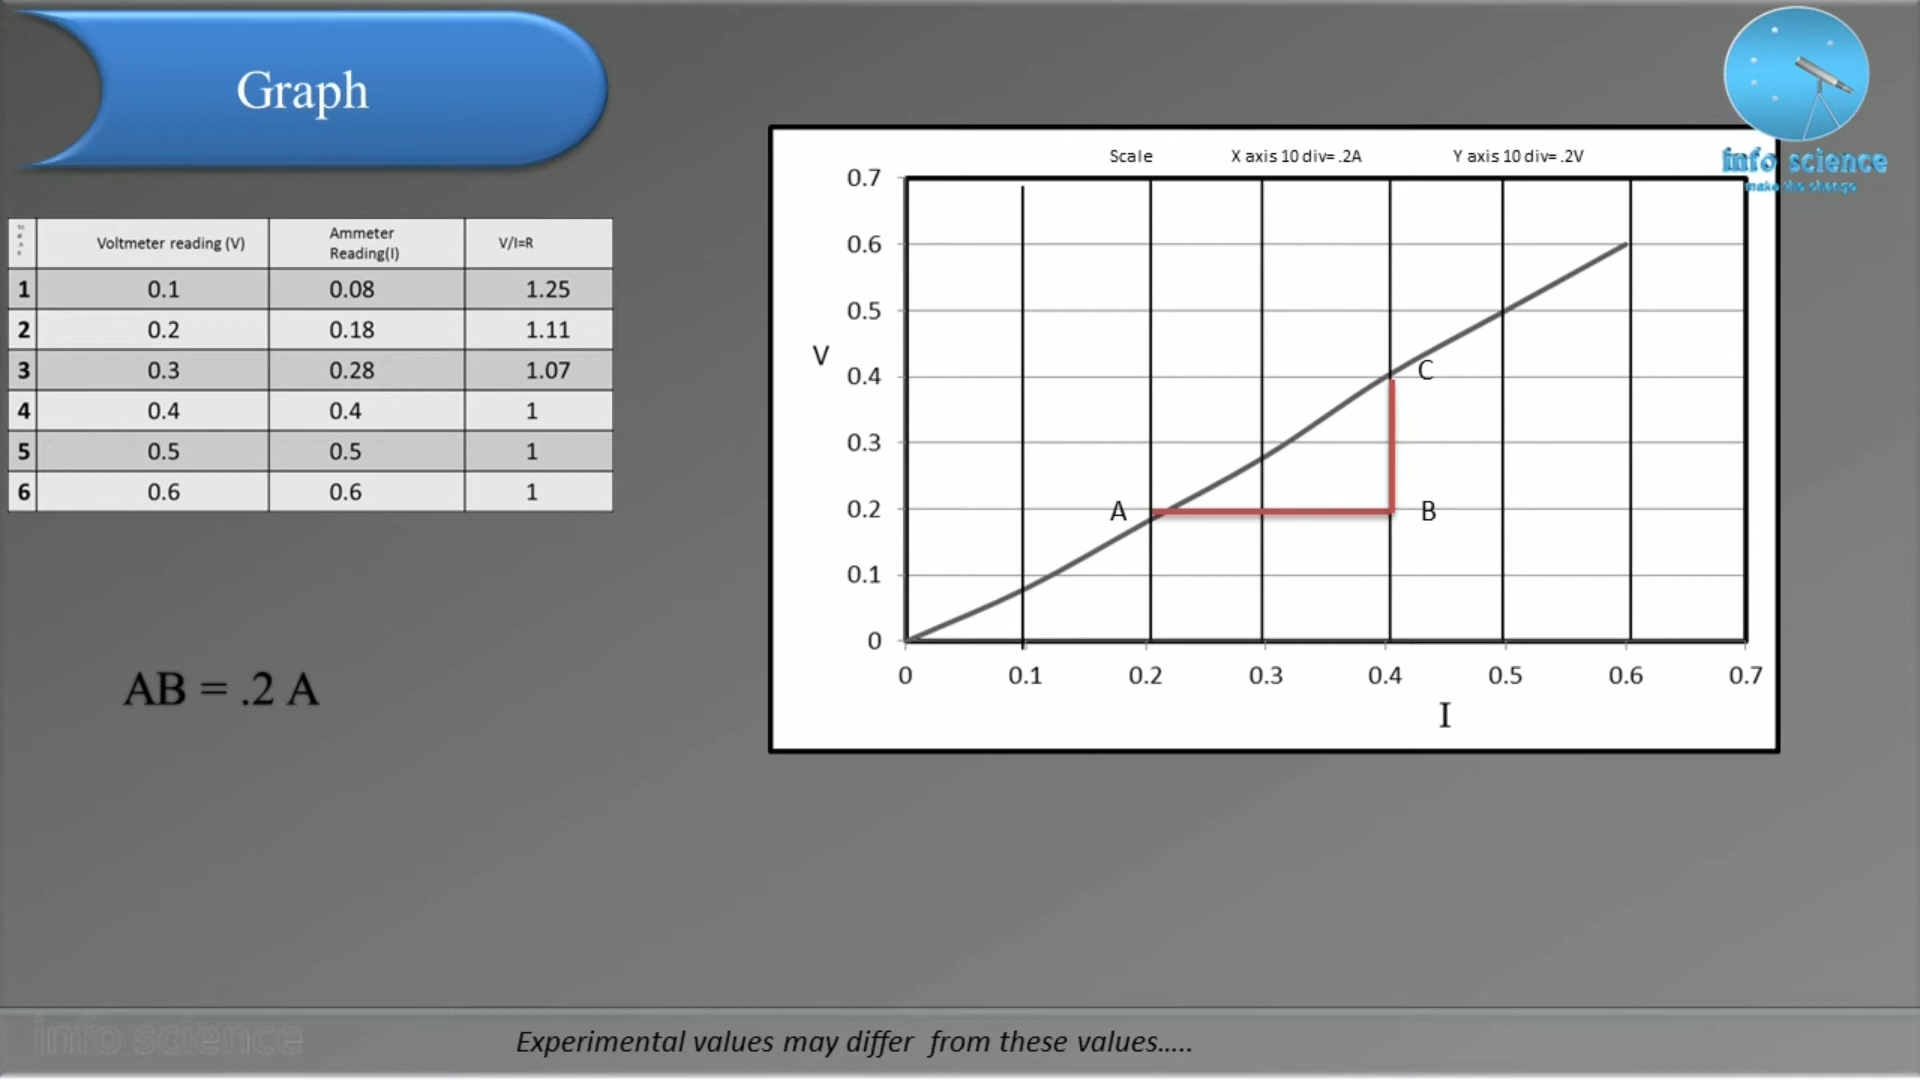 Graph
info science
make the change
Voltmeter reading (V) Ammeter Reading(I) V/I=R
1 0.1 0.08 1.25
2 0.2 0.18 1.11
3 0.3 0.28 1.07
4 0.4 0.4 1
5 0.5 0.5 1
6 0.6 0.6 1
Scale X axis 10 div= .2A Y axis 10 div= .2V
0.7
0.6
0.5
V
0.4 C
0.3
0.2 A B
0.1
0
0 0.1 0.2 0.3 0.4 0.5 0.6 0.7
I
AB = .2 A
info science
Experimental values may differ from these values.....